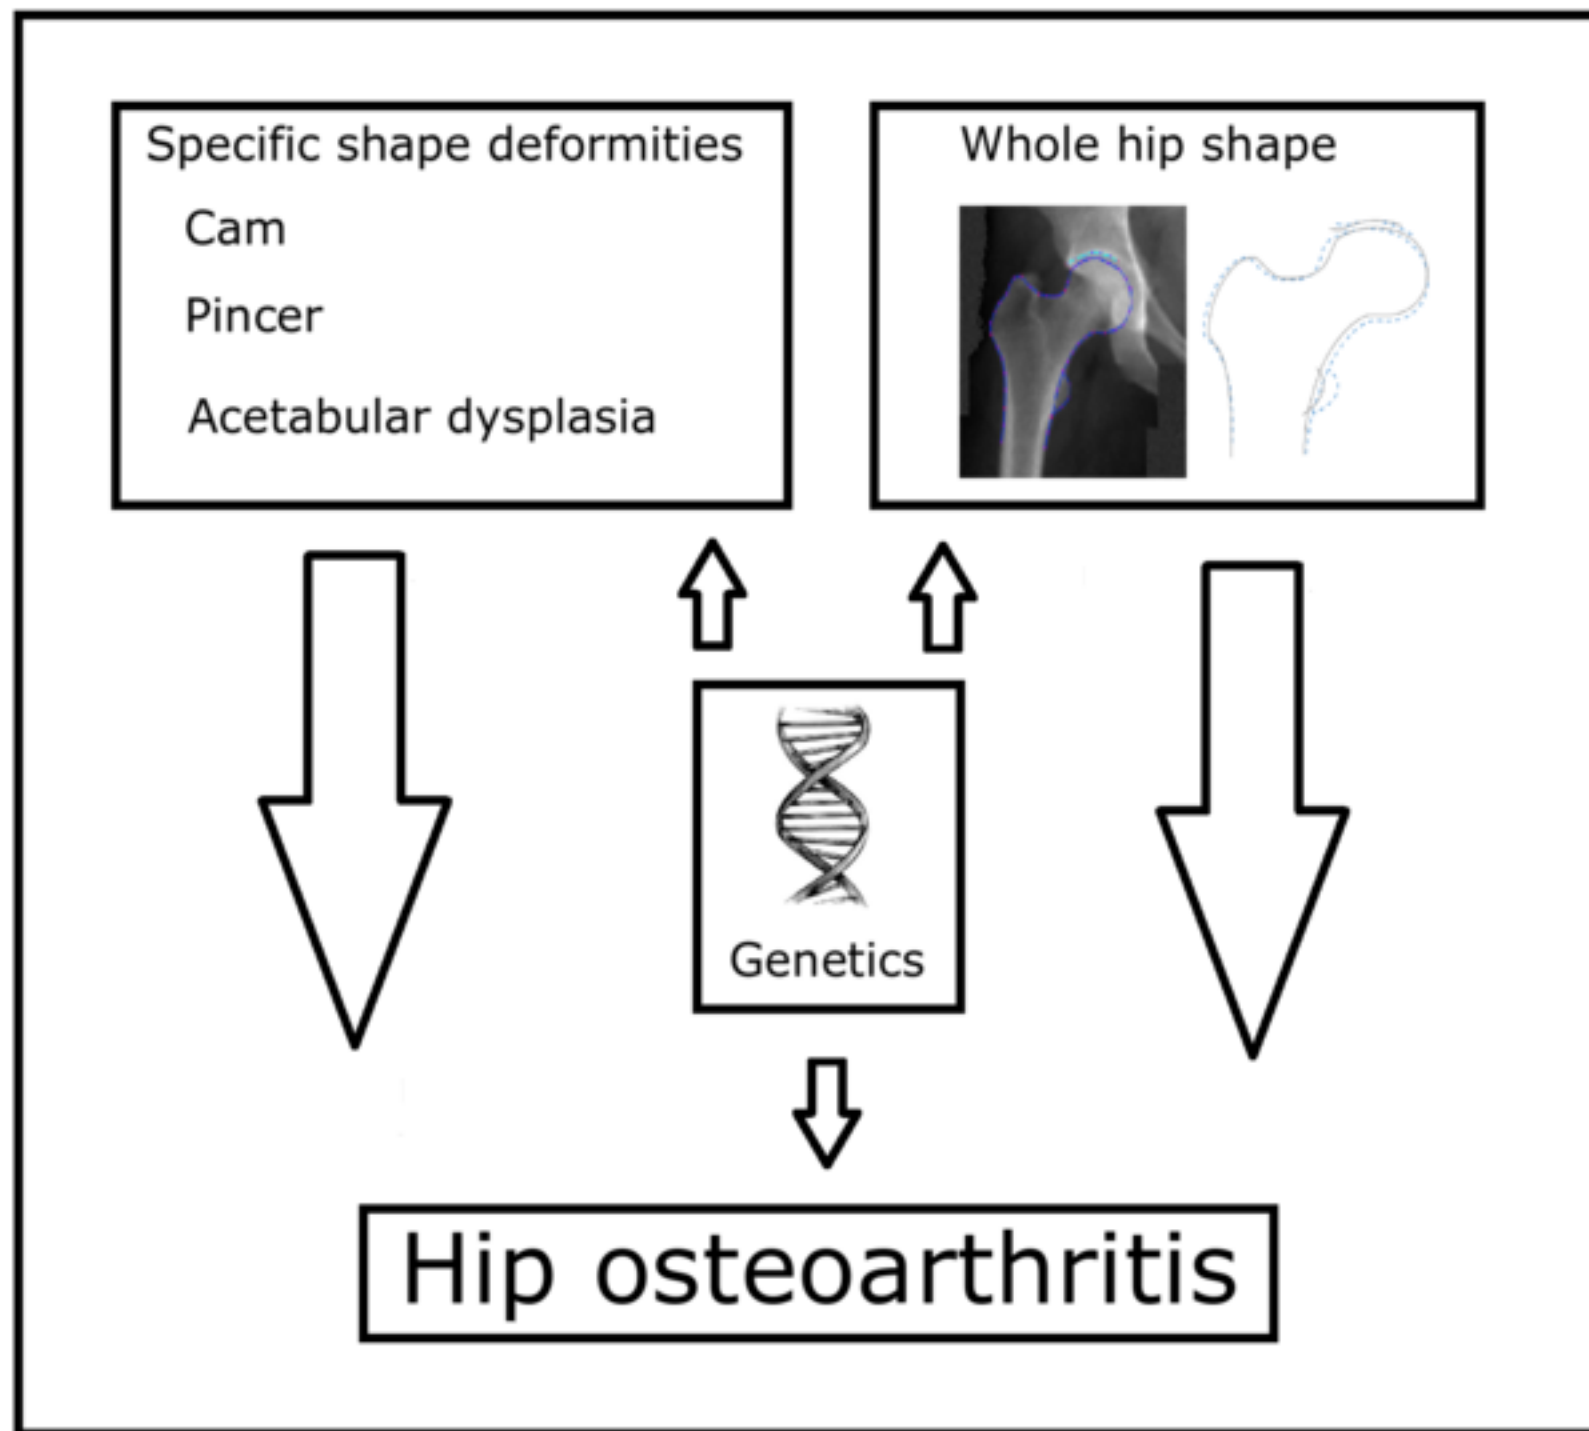 Specific shape deformities
Cam
Pincer
Acetabular dysplasia
Whole hip shape
Genetics
Hip osteoarthritis